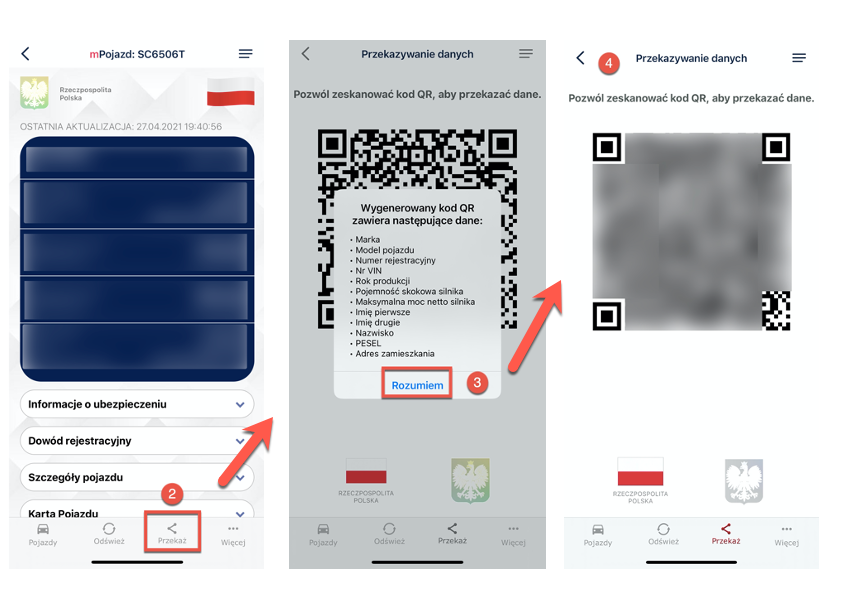 mPojazd: SC6506T
Rzeczpospolita
Polska
OSTATNIA AKTUALIZACJA: 27.04.2021 19:40:56
Informacje o ubezpieczeniu
Dowód rejestracyjny
Szczegóły pojazdu
2
Karta Pojazdu
Pojazdy
Odśwież
Przekaż
Więcej
Przekazywanie danych
Pozwól zeskanować kod QR, aby przekazać dane.
Wygenerowany kod QR
zawiera następujące dane:
• Marka
• Model pojazdu
• Numer rejestracyjny
• Nr VIN
• Rok produkcji
• Pojemność skokowa silnika
• Maksymalna moc netto silnika
• Imię pierwsze
• Imię drugie
• Nazwisko
• PESEL
• Adres zamieszkania
Rozumiem
3
RZECZPOSPOLITA
POLSKA
Pojazdy
Odśwież
Przekaż
Więcej
4
Przekazywanie danych
Pozwól zeskanować kod QR, aby przekazać dane.
RZECZPOSPOLITA
POLSKA
Pojazdy
Odśwież
Przekaż
Więcej